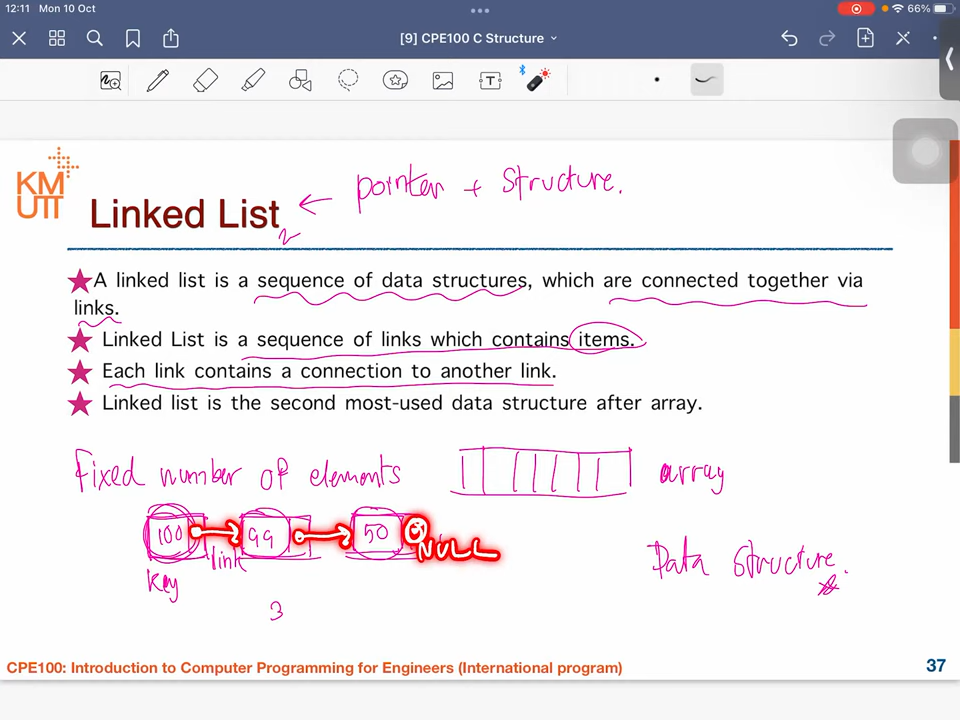 12:11 Mon 10 Oct 66%
[9] CPE100 C Structure
T
KM
UTT
Linked List ← pointer + structure.
A linked list is a sequence of data structures, which are connected together via
links.
Linked List is a sequence of links which contains items.
Each link contains a connection to another link.
Linked list is the second most-used data structure after array.
Fixed number of elements array
100 99 50 NULL
link
key
Data Structure.
3
CPE100: Introduction to Computer Programming for Engineers (International program) 37